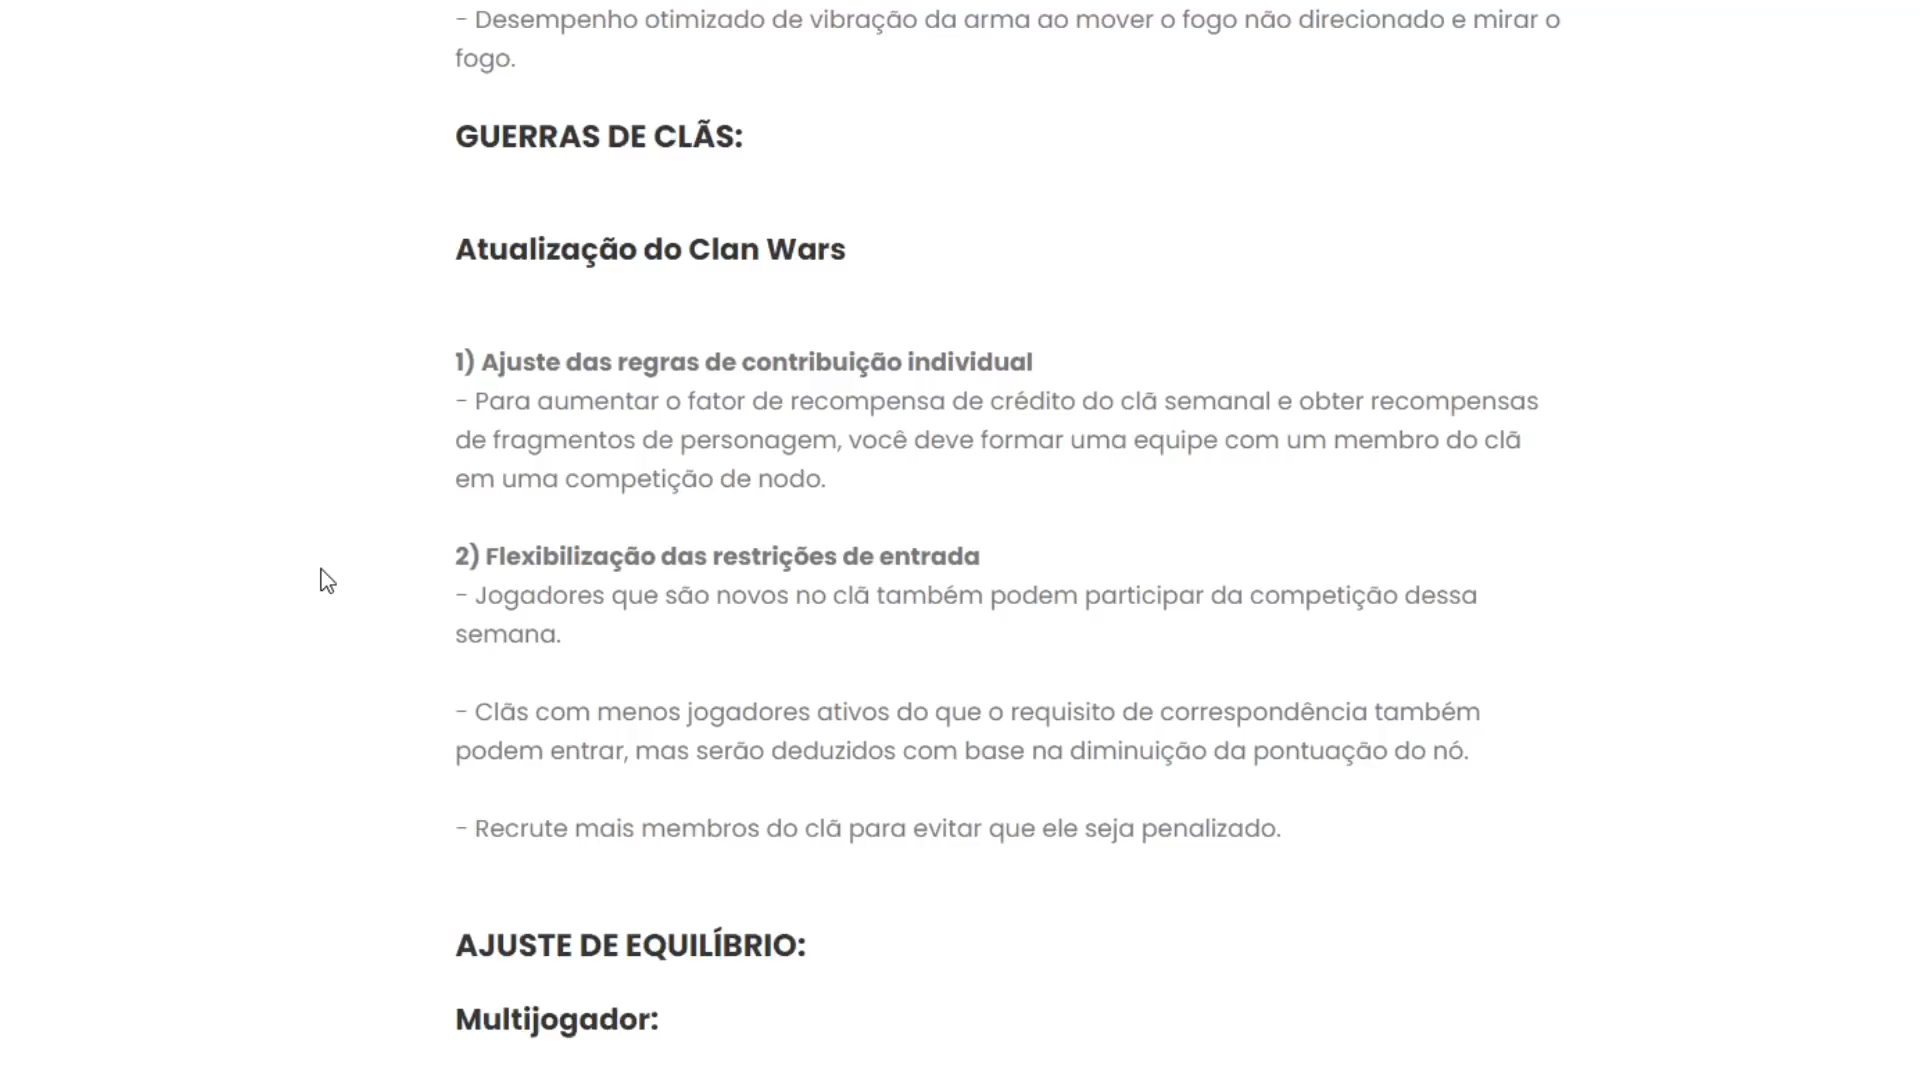 - Desempenho otimizado de vibração da arma ao mover o fogo não direcionado e mirar o
fogo.
GUERRAS DE CLÃS:
Atualização do Clan Wars
1) Ajuste das regras de contribuição individual
- Para aumentar o fator de recompensa de crédito do clã semanal e obter recompensas
de fragmentos de personagem, você deve formar uma equipe com um membro do clã
em uma competição de nodo.
2) Flexibilização das restrições de entrada
- Jogadores que são novos no clã também podem participar da competição dessa
semana.
- Clãs com menos jogadores ativos do que o requisito de correspondência também
podem entrar, mas serão deduzidos com base na diminuição da pontuação do nó.
- Recrute mais membros do clã para evitar que ele seja penalizado.
AJUSTE DE EQUILÍBRIO:
Multijogador: